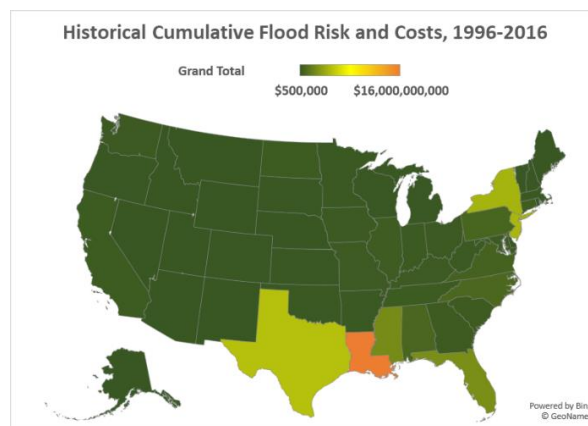 Historical Cumulative Flood Risk and Costs, 1996-2016
Grand Total
$500,000 $16,000,000,000
Powered by Bin
© GeoName